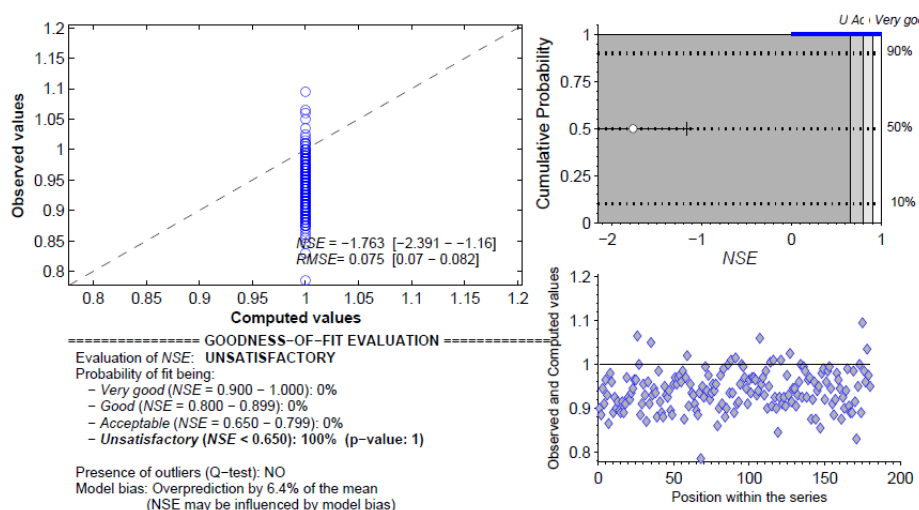 1.2
1.15
1.1
1.05
1
0.95
0.9
0.85
0.8
Observed values
NSE = −1.763 [−2.391 − −1.16]
RMSE= 0.075 [0.07 − 0.082]
0.8 0.85 0.9 0.95 1 1.05 1.1 1.15 1.2
Computed values
U Ac Very go
1
0.75
0.5
0.25
0
Cumulative Probability
90%
50%
10%
−2 −1 0 1
NSE
================== GOODNESS−OF−FIT EVALUATION ==================
Evaluation of NSE: UNSATISFACTORY
Probability of fit being:
− Very good (NSE = 0.900 − 1.000): 0%
− Good (NSE = 0.800 − 0.899): 0%
− Acceptable (NSE = 0.650 − 0.799): 0%
− Unsatisfactory (NSE < 0.650): 100% (p-value: 1)
Presence of outliers (Q−test): NO
Model bias: Overprediction by 6.4% of the mean
(NSE may be influenced by model bias)
1.2
1.1
1
0.9
0.8
Observed and Computed values
0 50 100 150 200
Position within the series